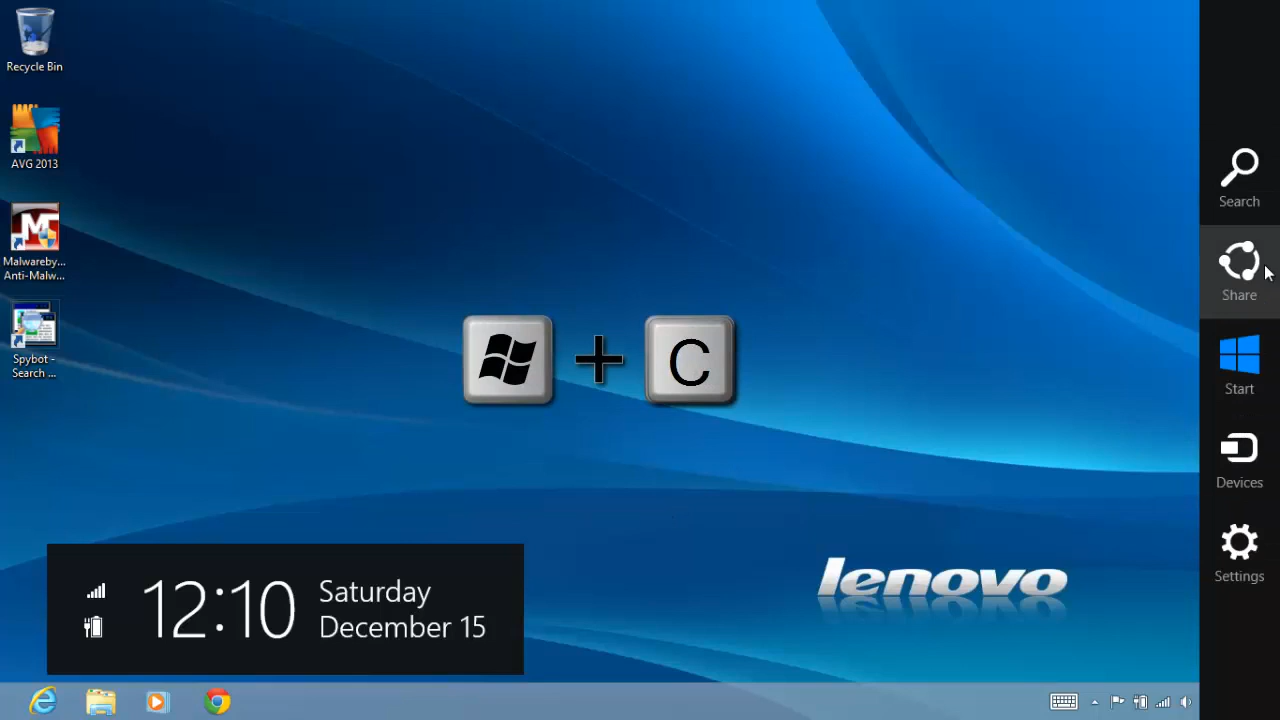 Recycle Bin
AVG 2013
Malwareby...
Anti-Malw...
Spybot -
Search ...
C
12:10
Saturday
December 15
lenovo
Search
Share
Start
Devices
Settings